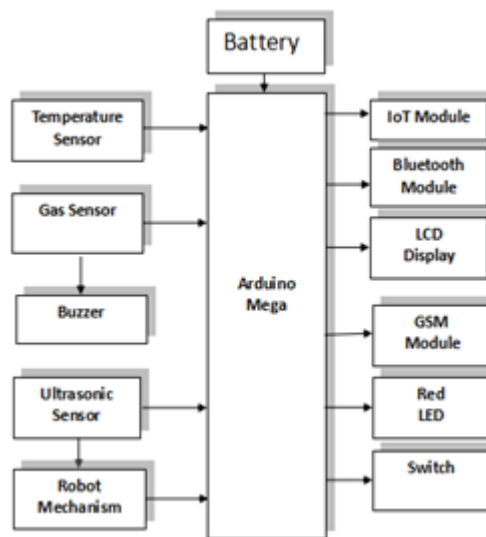 Battery
Temperature
Sensor
Gas Sensor
Buzzer
Ultrasonic
Sensor
Robot
Mechanism
Arduino
Mega
IoT Module
Bluetooth
Module
LCD
Display
GSM
Module
Red
LED
Switch